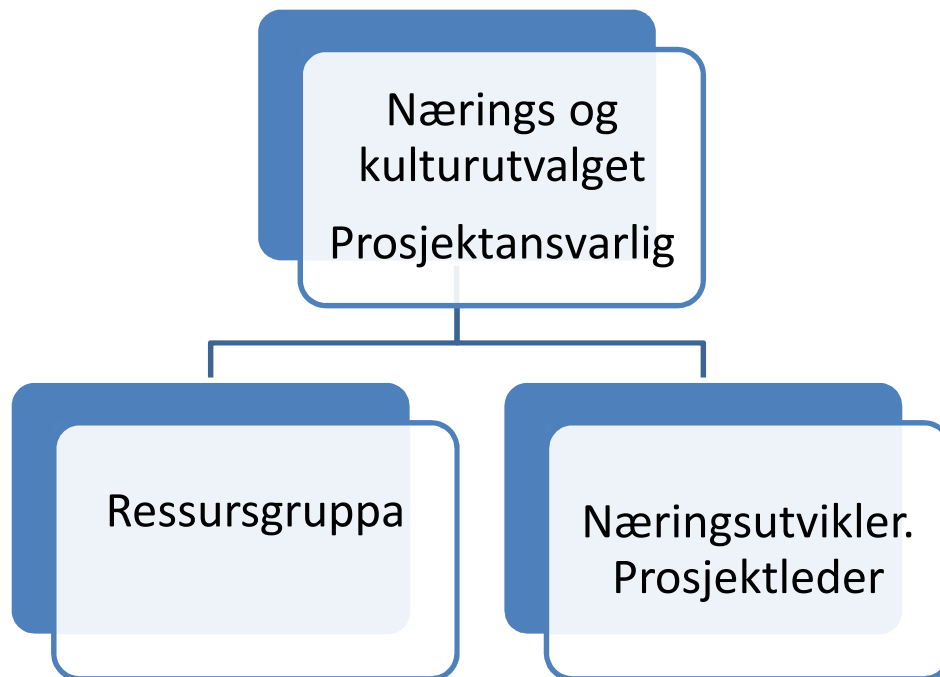 Nærings og
kulturutvalget
Prosjektansvarlig
Ressursgruppa
Næringsutvikler.
Prosjektleder